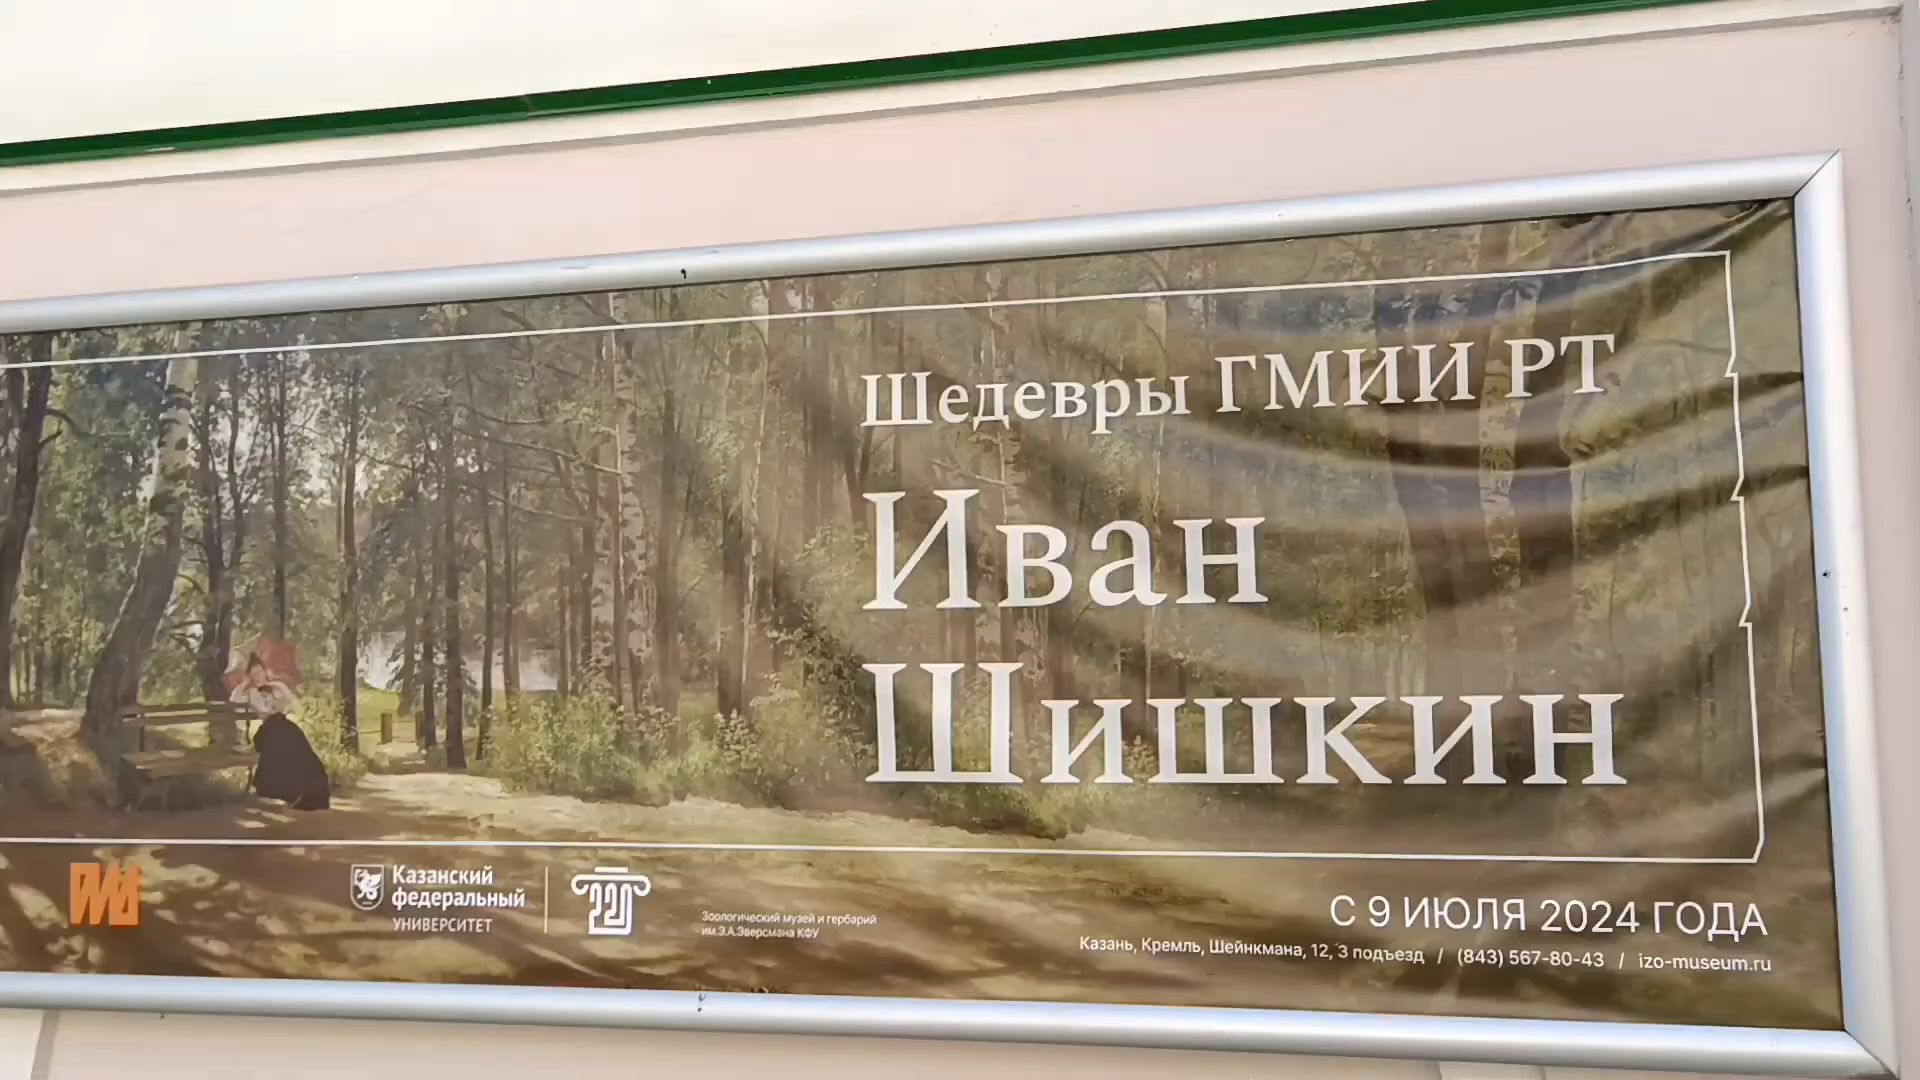 Шедевры ГМИИ РТ
Иван
Шишкин
Казанский
федеральный
УНИВЕРСИТЕТ
220
Зоологический музей и гербарий
им.Э.А.Эверсмана КФУ
С 9 ИЮЛЯ 2024 ГОДА
Казань, Кремль, Шейнкмана, 12, 3 подъезд / (843) 567-80-43 / izo-museum.ru